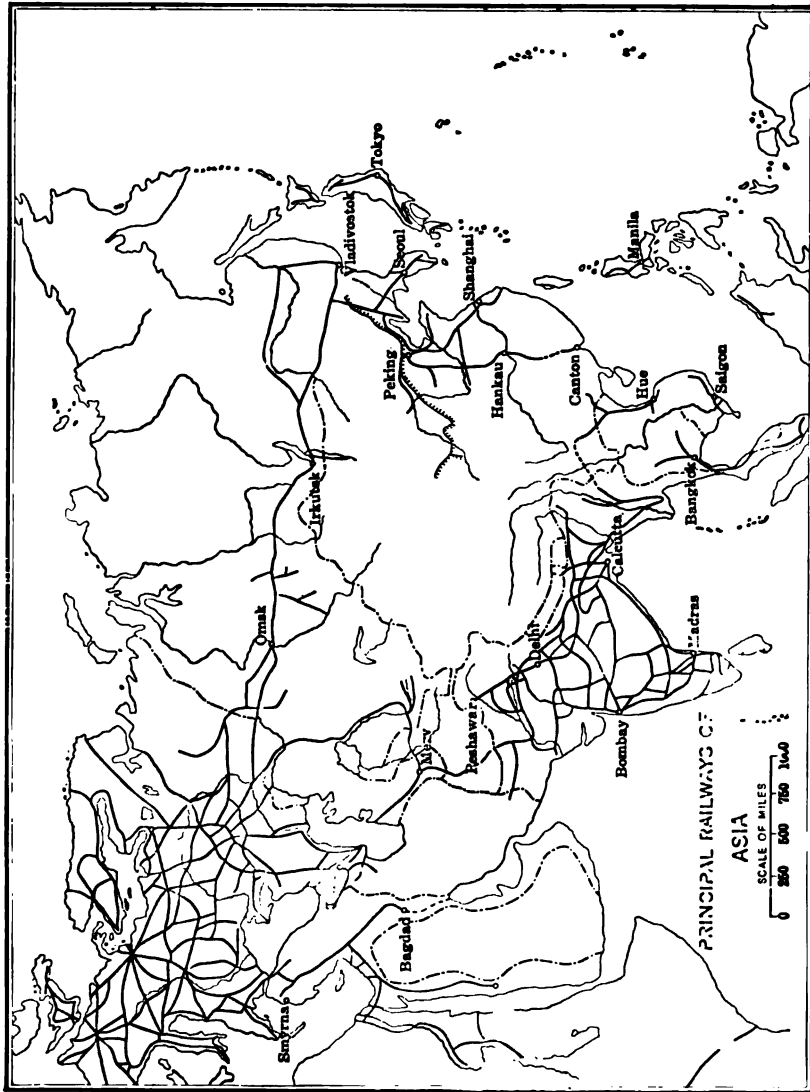 Tokyo
Vladivostok
Seoul
Shanghai
Manila
Peking
Hankau
Canton
Hue
Saigon
Irkutsk
Bangkok
Calcutta
Omsk
Delhi
Madras
Merv
Peshawar
Bombay
Bagdad
Smyrna
PRINCIPAL RAILWAYS OF
ASIA
SCALE OF MILES
0 250 500 750 1000